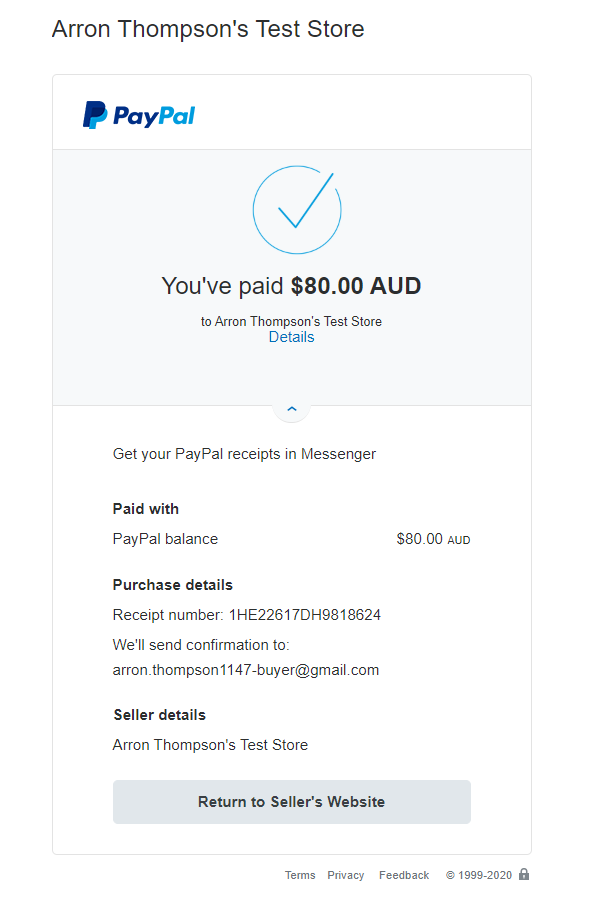 Arron Thompson's Test Store
PayPal
You've paid $80.00 AUD
to Arron Thompson's Test Store
Details
Get your PayPal receipts in Messenger
Paid with
PayPal balance $80.00 AUD
Purchase details
Receipt number: 1HE22617DH9818624
We'll send confirmation to:
arron.thompson1147-buyer@gmail.com
Seller details
Arron Thompson's Test Store
Return to Seller's Website
Terms Privacy Feedback © 1999-2020